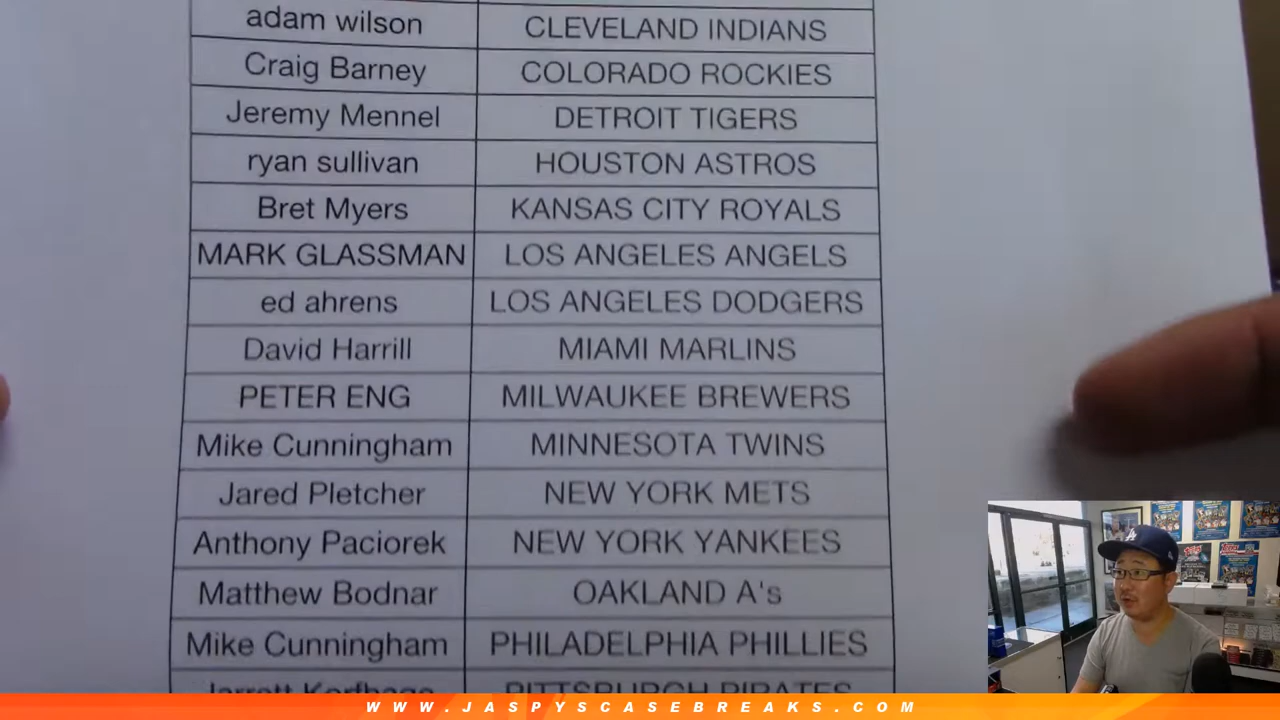 adam wilson CLEVELAND INDIANS
Craig Barney COLORADO ROCKIES
Jeremy Mennel DETROIT TIGERS
ryan sullivan HOUSTON ASTROS
Bret Myers KANSAS CITY ROYALS
MARK GLASSMAN LOS ANGELES ANGELS
ed ahrens LOS ANGELES DODGERS
David Harrill MIAMI MARLINS
PETER ENG MILWAUKEE BREWERS
Mike Cunningham MINNESOTA TWINS
Jared Pletcher NEW YORK METS
Anthony Paciorek NEW YORK YANKEES
Matthew Bodnar OAKLAND A's
Mike Cunningham PHILADELPHIA PHILLIES
PITTSBURGH PIRATES
WWW.JASPYSCASEBREAKS.COM